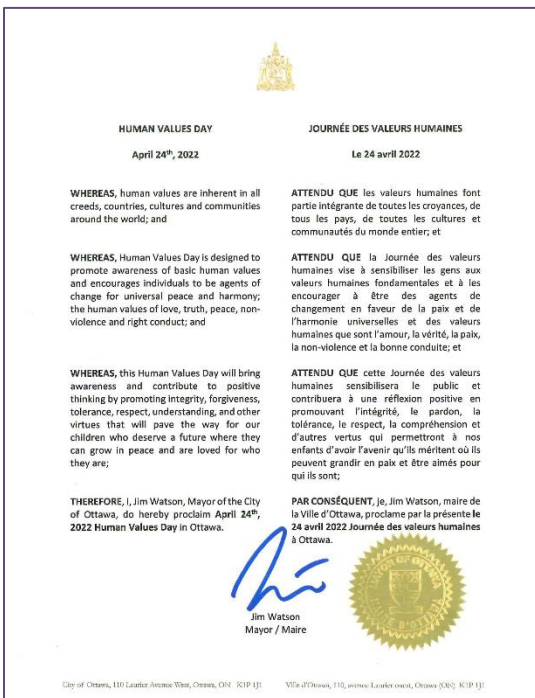 HUMAN VALUES DAY
April 24th, 2022
WHEREAS, human values are inherent in all
creeds, countries, cultures and communities
around the world; and
WHEREAS, Human Values Day is designed to
promote awareness of basic human values
and encourages individuals to be agents of
change for universal peace and harmony;
the human values of love, truth, peace, non-
violence and right conduct; and
WHEREAS, this Human Values Day will bring
awareness and contribute to positive
thinking by promoting integrity, forgiveness,
tolerance, respect, understanding, and other
virtues that will pave the way for our
children who deserve a future where they
can grow in peace and are loved for who
they are;
THEREFORE, I, Jim Watson, Mayor of the City
of Ottawa, do hereby proclaim April 24th,
2022 Human Values Day in Ottawa.
JOURNÉE DES VALEURS HUMAINES
Le 24 avril 2022
ATTENDU QUE les valeurs humaines font
partie intégrante de toutes les croyances, de
tous les pays, de toutes les cultures et
communautés du monde entier; et
ATTENDU QUE la Journée des valeurs
humaines vise à sensibiliser les gens aux
valeurs humaines fondamentales et à les
encourager à être des agents de
changement en faveur de la paix et de
l'harmonie universelles et des valeurs
humaines que sont l'amour, la vérité, la paix,
la non-violence et la bonne conduite; et
ATTENDU QUE cette Journée des valeurs
humaines sensibilisera le public et
contribuera à une réflexion positive en
promouvant l'intégrité, le pardon, la
tolérance, le respect, la compréhension et
d'autres vertus qui permettront à nos
enfants d'avoir l'avenir qu'ils méritent où ils
peuvent grandir en paix et être aimés pour
qui ils sont;
PAR CONSÉQUENT, je, Jim Watson, maire de
la Ville d'Ottawa, proclame par la présente le
24 avril 2022 Journée des valeurs humaines
à Ottawa.
Jim Watson
Mayor / Maire
MAYOR OF OTTAWA
City of Ottawa, 110 Laurier Avenue West, Ottawa, ON K1P 1J1
Ville d'Ottawa, 110, avenue Laurier ouest, Ottawa (ON) K1P 1J1